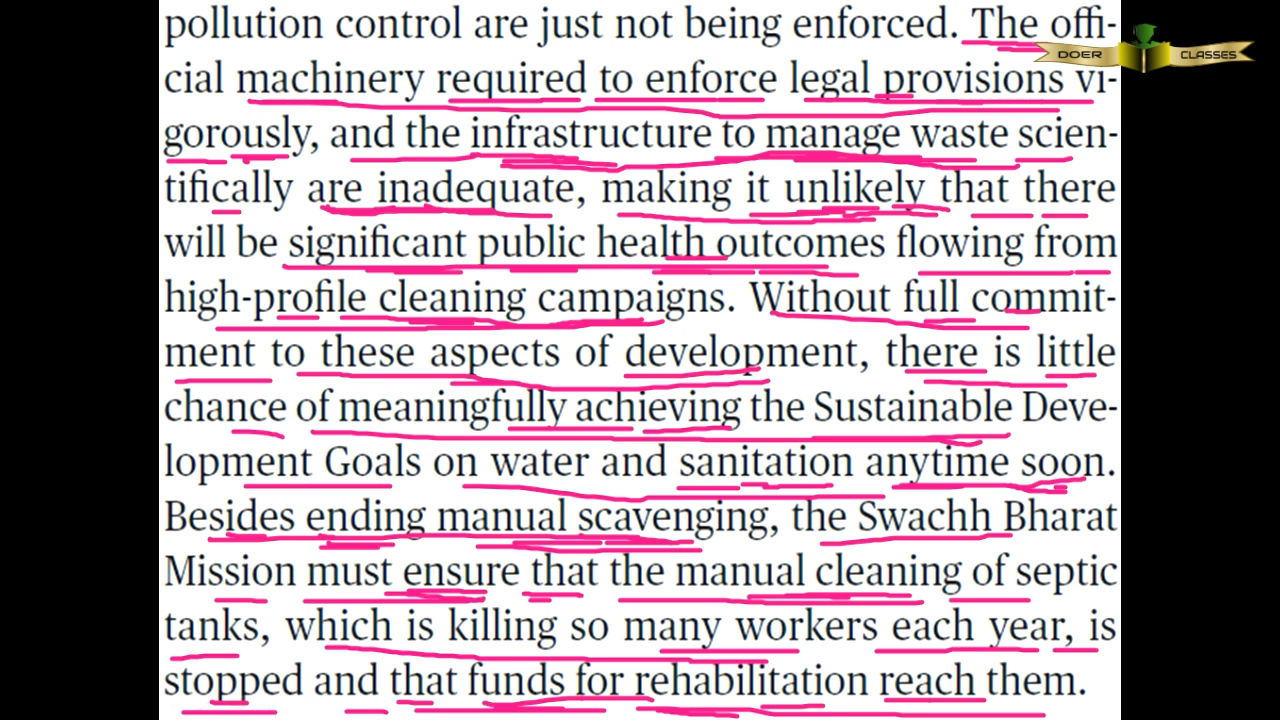 pollution control are just not being enforced. The offi-
DOER CLASSES
cial machinery required to enforce legal provisions vi-
gorously, and the infrastructure to manage waste scien-
tifically are inadequate, making it unlikely that there
will be significant public health outcomes flowing from
high-profile cleaning campaigns. Without full commit-
ment to these aspects of development, there is little
chance of meaningfully achieving the Sustainable Deve-
lopment Goals on water and sanitation anytime soon.
Besides ending manual scavenging, the Swachh Bharat
Mission must ensure that the manual cleaning of septic
tanks, which is killing so many workers each year, is
stopped and that funds for rehabilitation reach them.